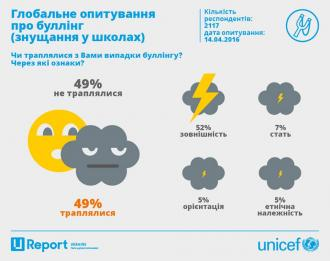 Глобальне опитування
про буллінг
(знущання у школах)
Кількість
респондентів:
2117
дата опитування:
14.04.2016
Чи траплялися з Вами випадки буллінгу?
Через які ознаки?
49%
не траплялися
49%
траплялися
52%
зовнішність
7%
стать
5%
орієнтація
5%
етнічна
належність
U Report
UKRAINE
unicef